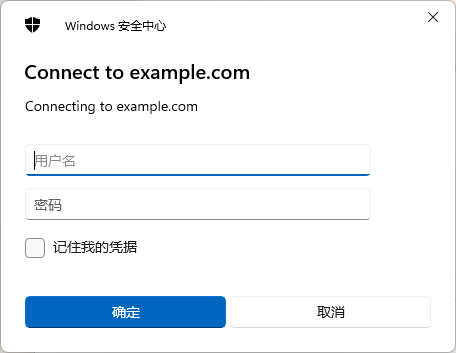 Windows 安全中心
Connect to example.com
Connecting to example.com
用户名
密码
记住我的凭据
确定
取消